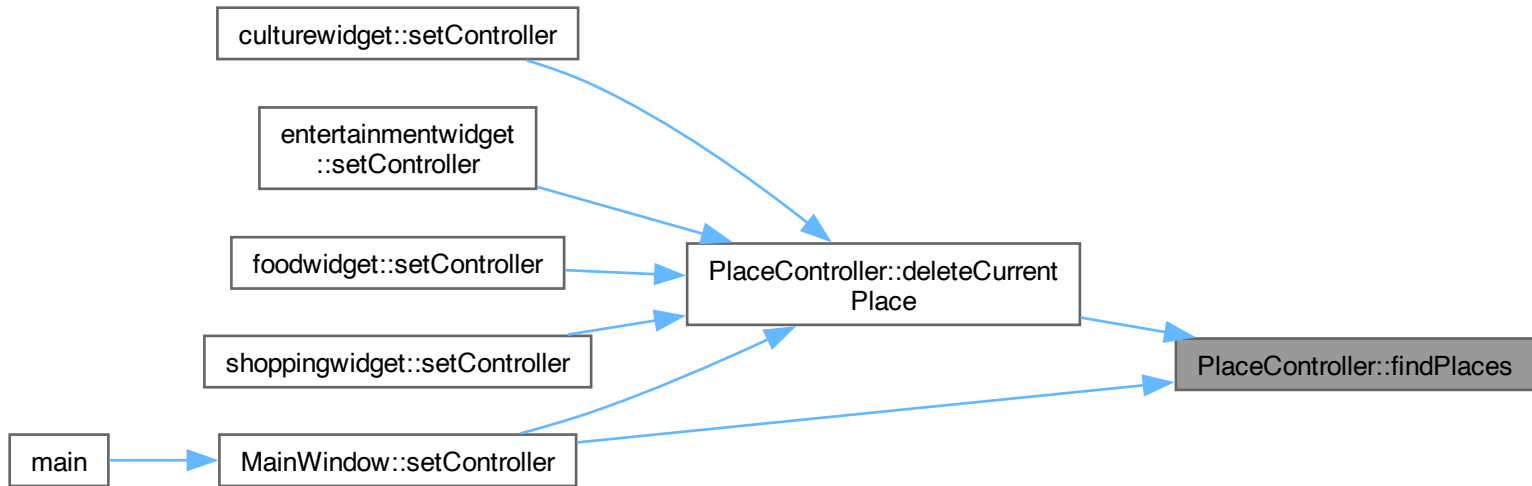 culturewidget::setController
entertainmentwidget
::setController
foodwidget::setController
PlaceController::deleteCurrent
Place
shoppingwidget::setController
PlaceController::findPlaces
main
MainWindow::setController